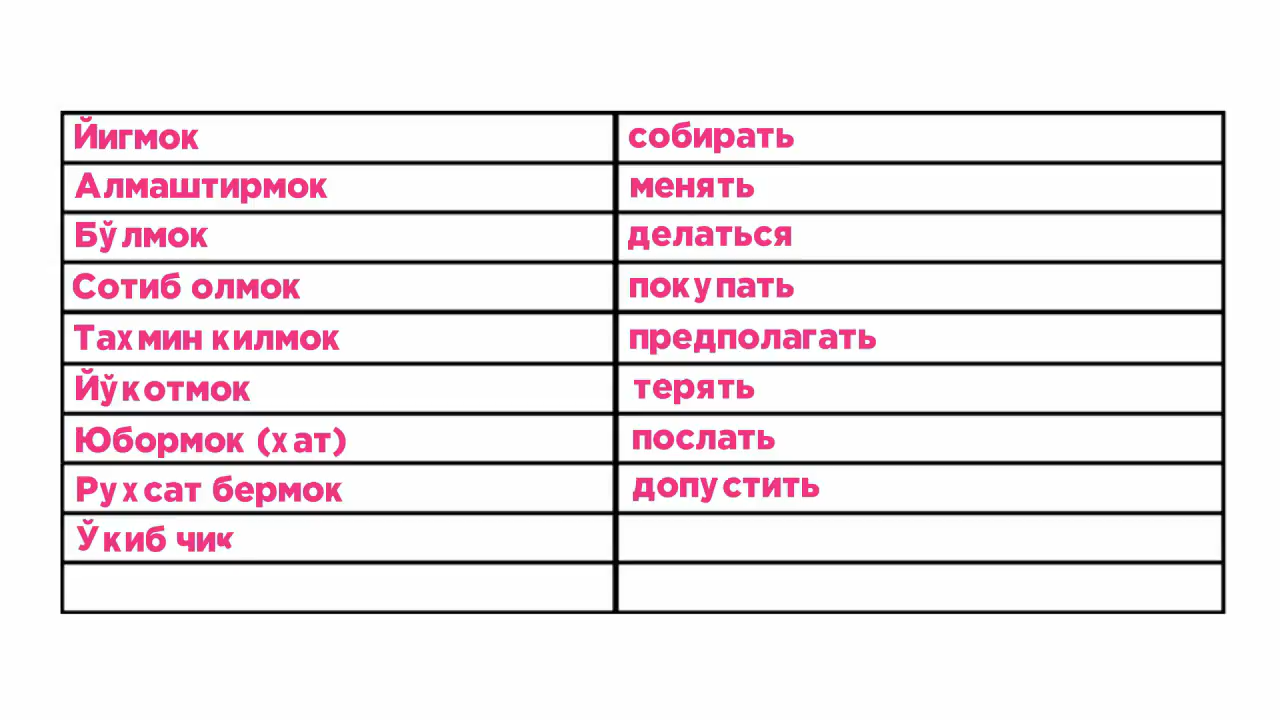 Йигмок собирать
Алмаштирмок менять
Бўлмок делаться
Сотиб олмок покупать
Тахмин килмок предполагать
Йўкотмок терять
Юбормок (хат) послать
Рухсат бермок допустить
Ўкиб чик